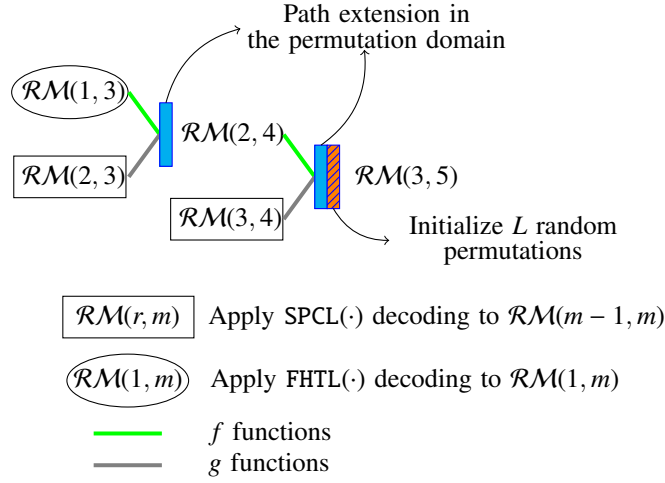 Path extension in
the permutation domain
ℛℳ(1, 3)
ℛℳ(2, 4)
ℛℳ(2, 3)
ℛℳ(3, 5)
ℛℳ(3, 4)
Initialize L random
permutations
ℛℳ(r, m) Apply SPCL(·) decoding to ℛℳ(m − 1, m)
ℛℳ(1, m) Apply FHTL(·) decoding to ℛℳ(1, m)
f functions
g functions